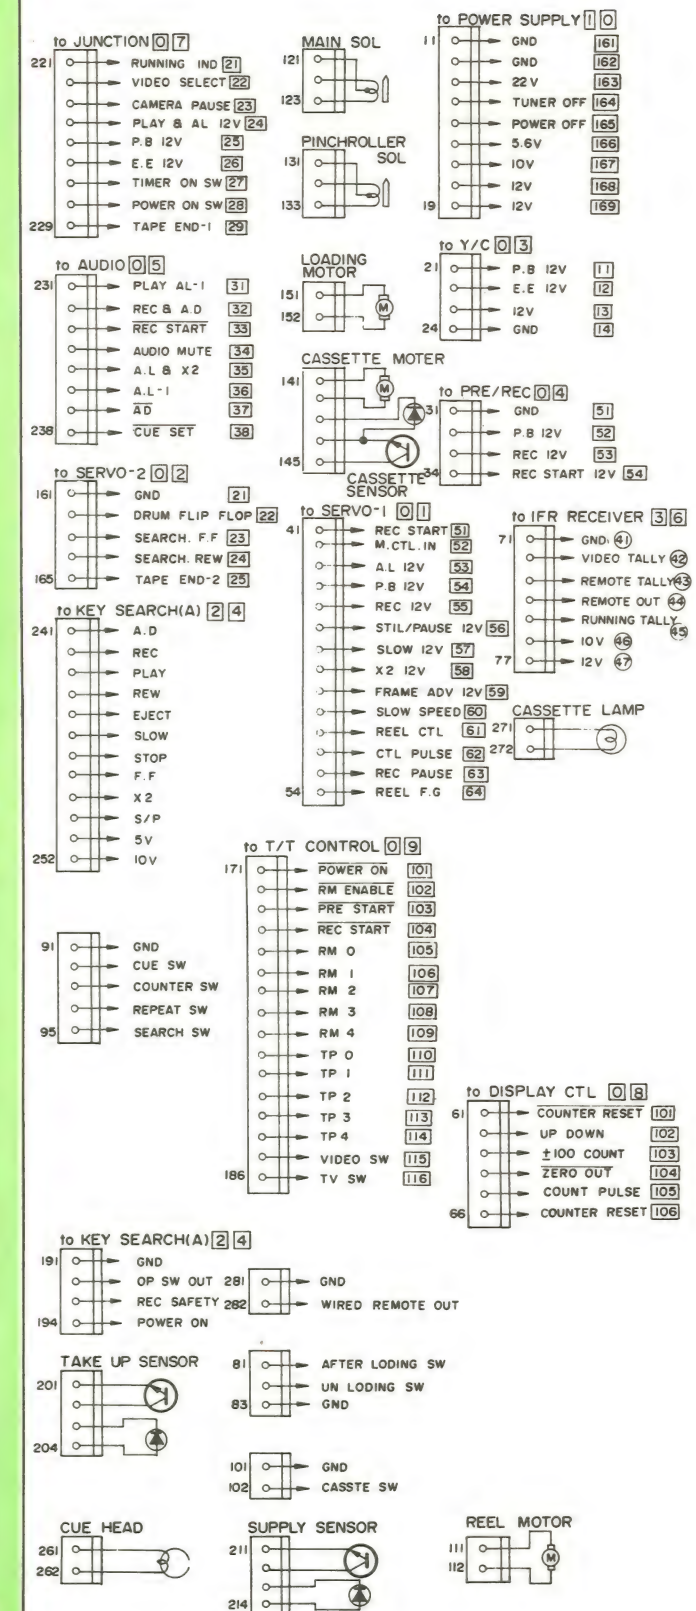 to JUNCTION 0 7
221 RUNNING IND 21
VIDEO SELECT 22
CAMERA PAUSE 23
PLAY & AL 12V 24
P.B 12V 25
E.E 12V 26
TIMER ON SW 27
POWER ON SW 28
229 TAPE END-1 29
MAIN SOL
121
123
PINCHROLLER SOL
131
133
to POWER SUPPLY 1 0
11 GND 161
GND 162
22V 163
TUNER OFF 164
POWER OFF 165
5.6V 166
10V 167
12V 168
19 12V 169
to AUDIO 0 5
231 PLAY AL-1 31
REC & A.D 32
REC START 33
AUDIO MUTE 34
A.L & X2 35
A.L-1 36
AD 37
238 CUE SET 38
LOADING MOTOR
151
152
M
to Y/C 0 3
21 P.B 12V 11
E.E 12V 12
12V 13
24 GND 14
CASSETTE MOTER
141
M
145
CASSETTE SENSOR
to PRE/REC 0 4
31 GND 51
P.B 12V 52
REC 12V 53
34 REC START 12V 54
to SERVO-2 0 2
161 GND 21
DRUM FLIP FLOP 22
SEARCH. F.F 23
SEARCH. REW 24
165 TAPE END-2 25
to SERVO-1 0 1
41 REC START 51
M.CTL.IN 52
A.L 12V 53
P.B 12V 54
REC 12V 55
STIL/PAUSE 12V 56
SLOW 12V 57
X2 12V 58
FRAME ADV 12V 59
SLOW SPEED 60
REEL CTL 61
CTL PULSE 62
REC PAUSE 63
54 REEL F.G 64
to IFR RECEIVER 3 6
71 GND 41
VIDEO TALLY 42
REMOTE TALLY 43
REMOTE OUT 44
RUNNING TALLY 45
10V 46
77 12V 47
CASSETTE LAMP
271
272
to KEY SEARCH(A) 2 4
241 A.D
REC
PLAY
REW
EJECT
SLOW
STOP
F.F
X2
S/P
5V
252 10V
91 GND
CUE SW
COUNTER SW
REPEAT SW
95 SEARCH SW
to T/T CONTROL 0 9
171 POWER ON 101
RM ENABLE 102
PRE START 103
REC START 104
RM 0 105
RM 1 106
RM 2 107
RM 3 108
RM 4 109
TP 0 110
TP 1 111
TP 2 112
TP 3 113
TP 4 114
VIDEO SW 115
186 TV SW 116
to DISPLAY CTL 0 8
61 COUNTER RESET 101
UP DOWN 102
±100 COUNT 103
ZERO OUT 104
COUNT PULSE 105
66 COUNTER RESET 106
to KEY SEARCH(A) 2 4
191 GND
OP SW OUT
REC SAFETY
194 POWER ON
281 GND
282 WIRED REMOTE OUT
TAKE UP SENSOR
201
204
81 AFTER LODING SW
UN LODING SW
83 GND
101 GND
102 CASSTE SW
CUE HEAD
261
262
SUPPLY SENSOR
211
214
REEL MOTOR
111
112
M